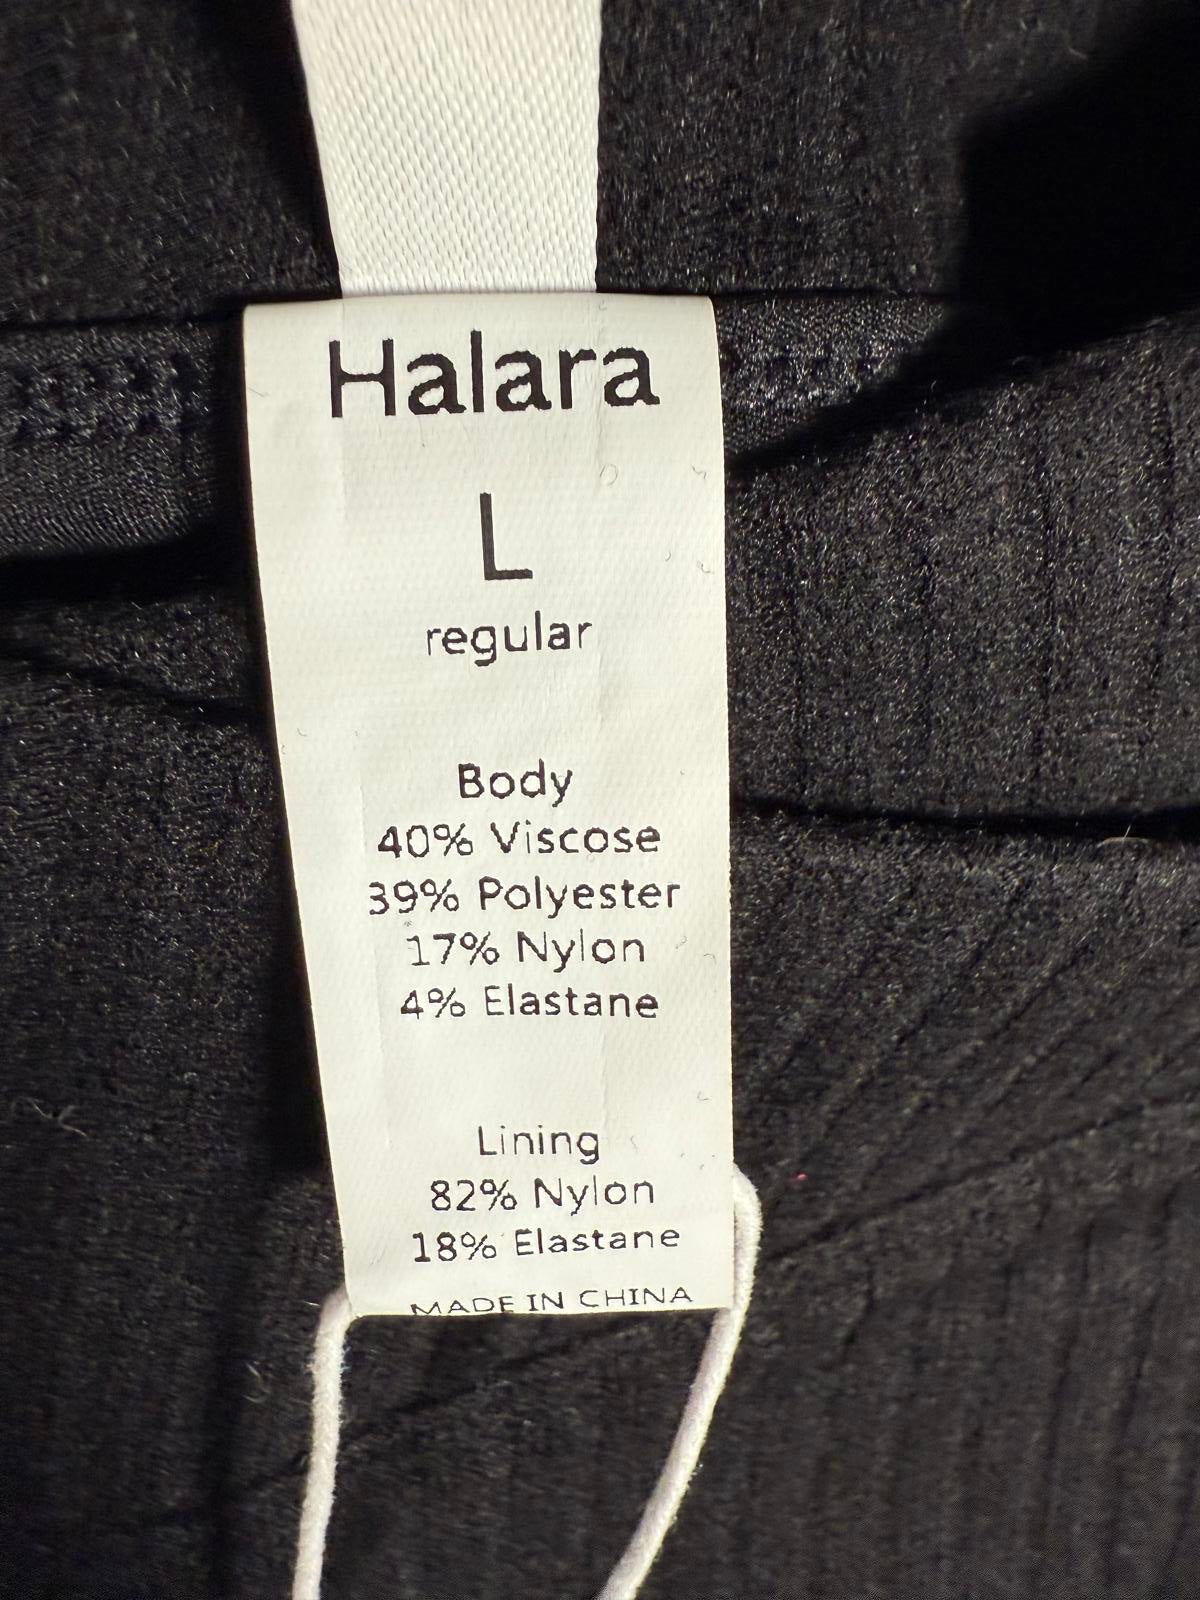 Halara
L
regular
Body
40% Viscose
39% Polyester
17% Nylon
4% Elastane
Lining
82% Nylon
18% Elastane
MADE IN CHINA